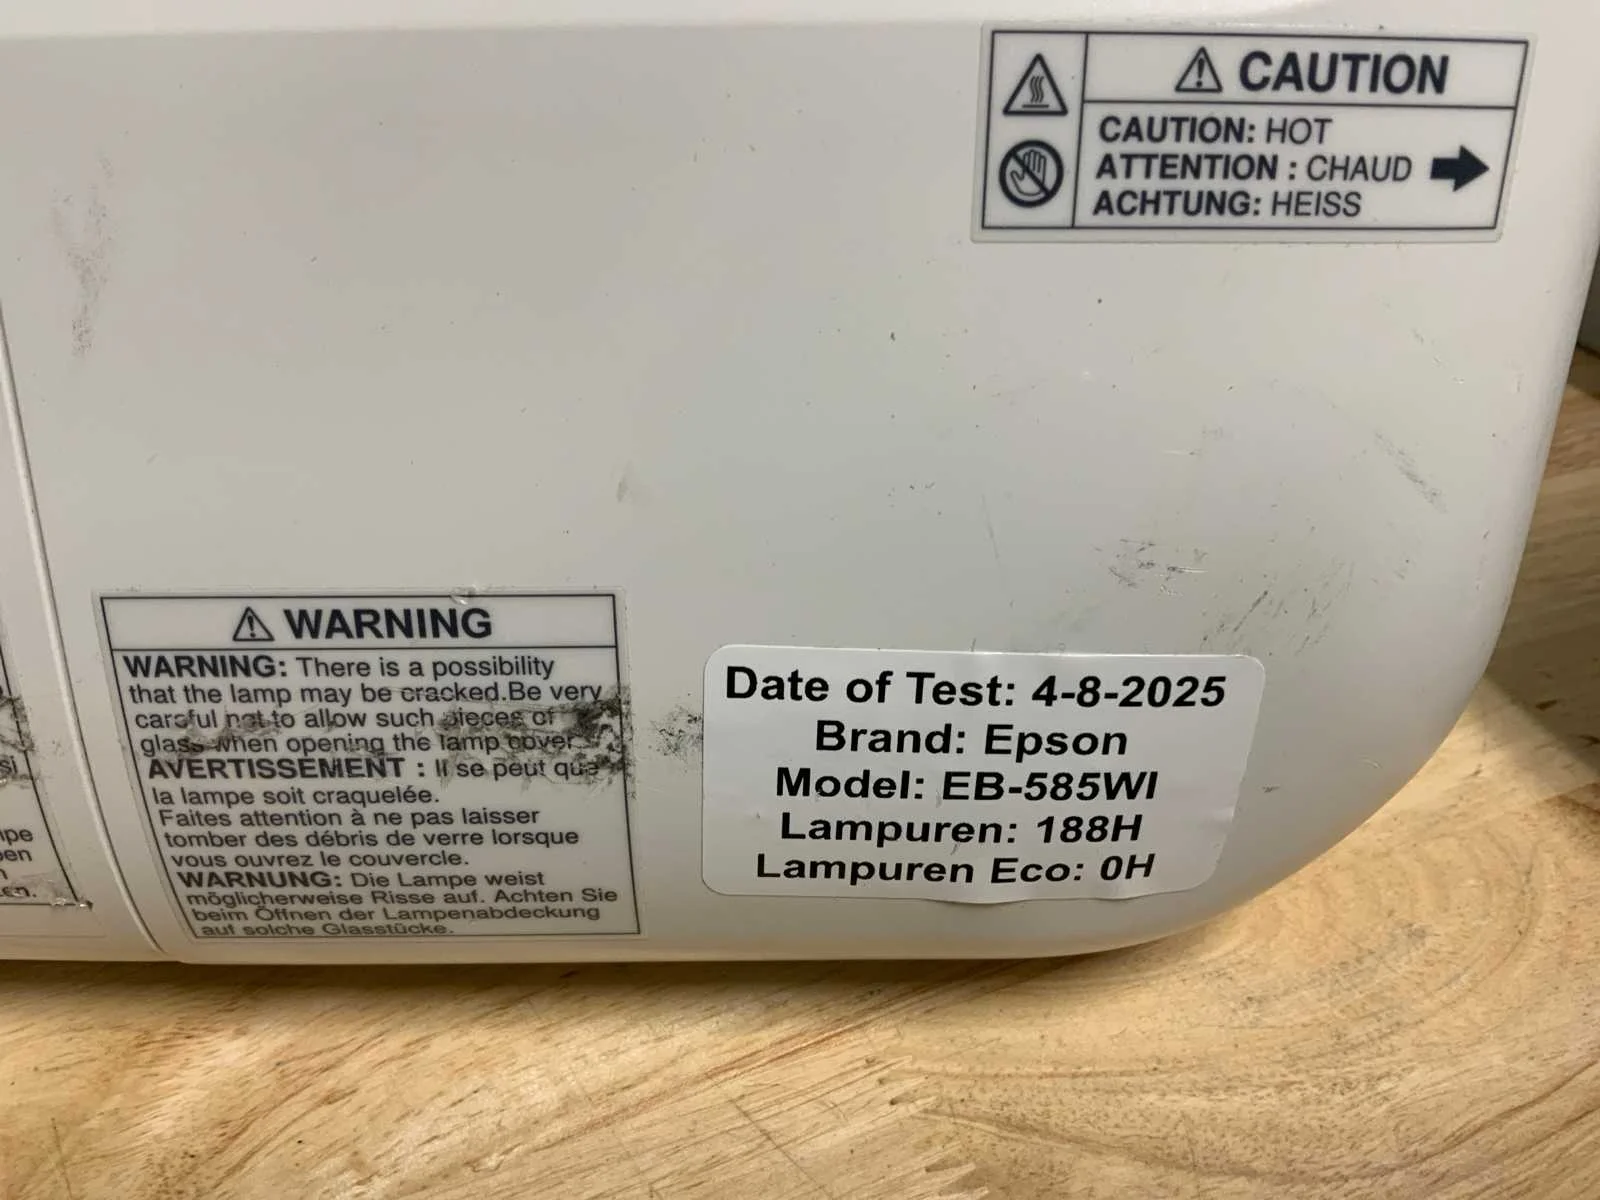 CAUTION
CAUTION: HOT
ATTENTION : CHAUD
ACHTUNG: HEISS
WARNING
WARNING: There is a possibility
that the lamp may be cracked.Be very
careful not to allow such pieces of
glass when opening the lamp cover
AVERTISSEMENT : Il se peut que
la lampe soit craquelée.
Faites attention à ne pas laisser
tomber des débris de verre lorsque
vous ouvrez le couvercle.
WARNUNG: Die Lampe weist
möglicherweise Risse auf. Achten Sie
beim Öffnen der Lampenabdeckung
auf solche Glasstücke.
Date of Test: 4-8-2025
Brand: Epson
Model: EB-585WI
Lampuren: 188H
Lampuren Eco: 0H